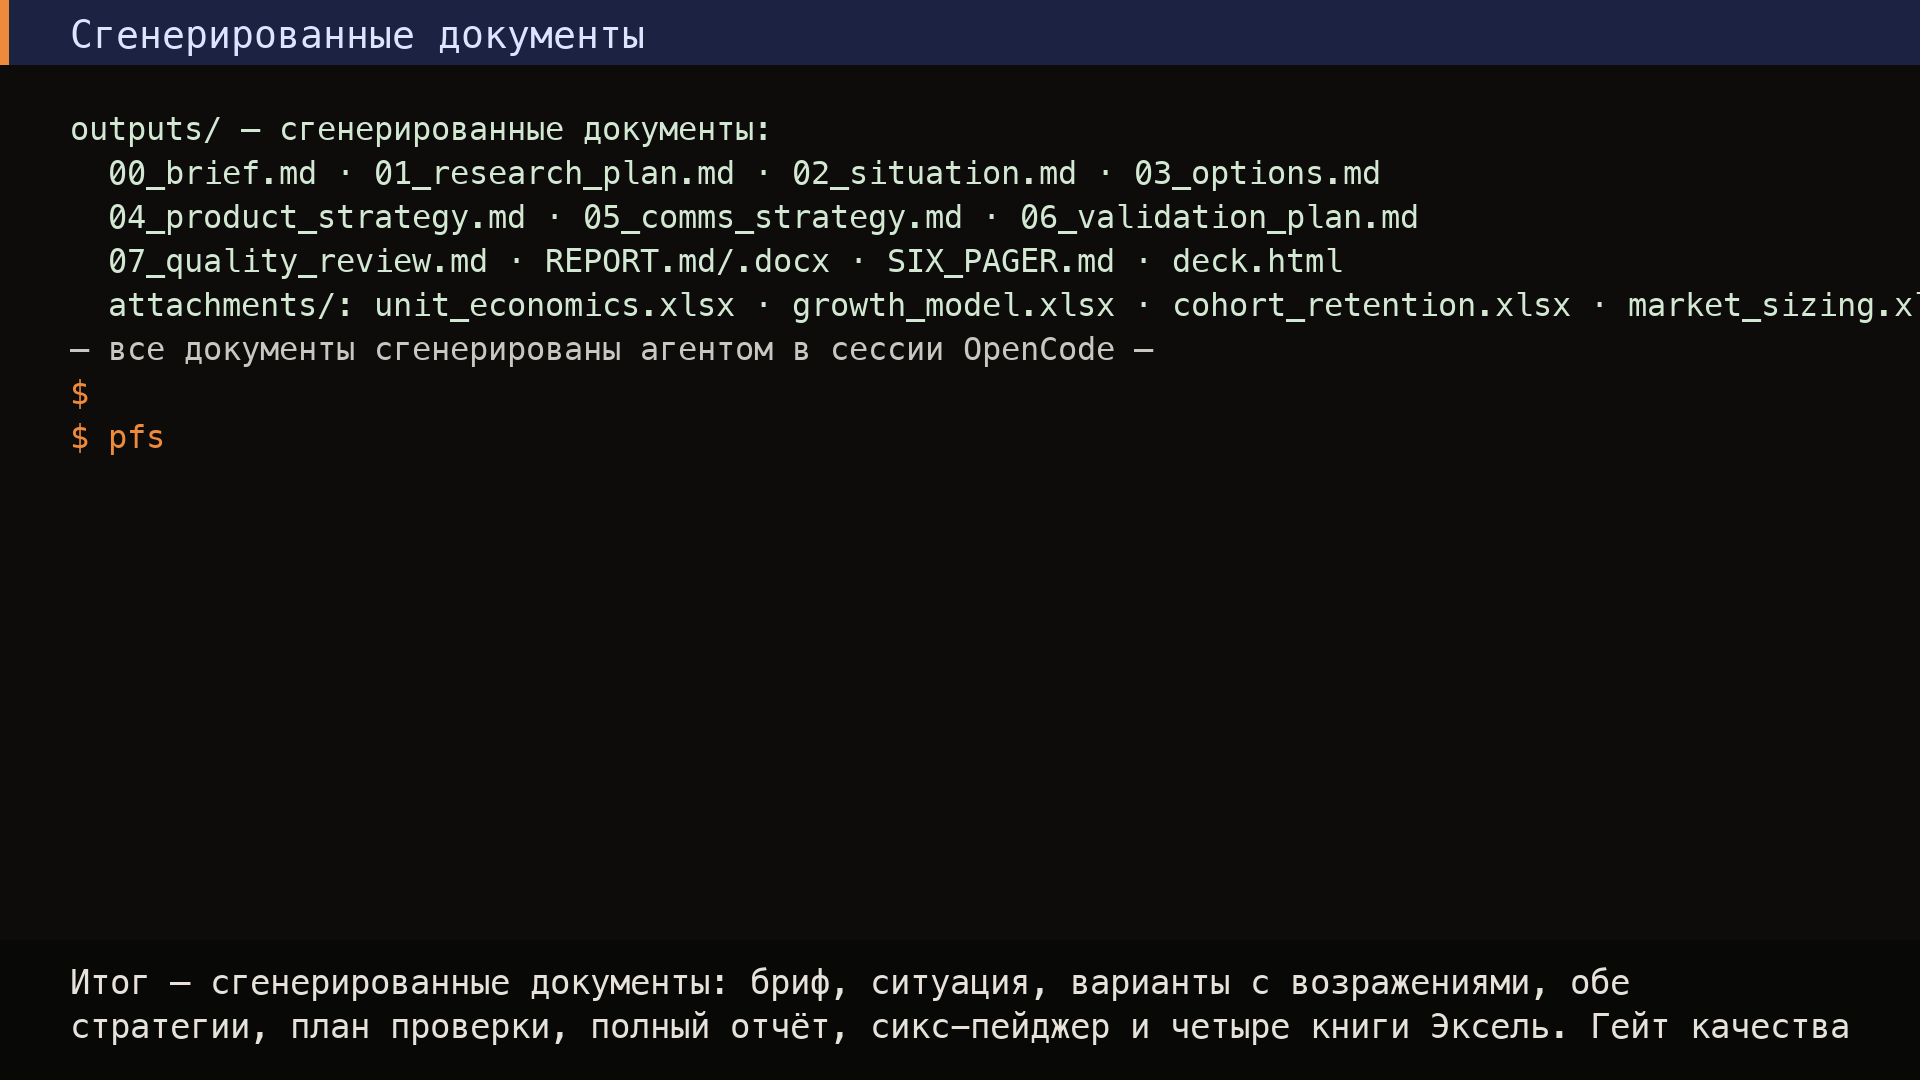 Сгенерированные документы
outputs/ — сгенерированные документы:
00_brief.md · 01_research_plan.md · 02_situation.md · 03_options.md
04_product_strategy.md · 05_comms_strategy.md · 06_validation_plan.md
07_quality_review.md · REPORT.md/.docx · SIX_PAGER.md · deck.html
attachments/: unit_economics.xlsx · growth_model.xlsx · cohort_retention.xlsx · market_sizing.xl
— все документы сгенерированы агентом в сессии OpenCode —
$
$ pfs
Итог — сгенерированные документы: бриф, ситуация, варианты с возражениями, обе
стратегии, план проверки, полный отчёт, сикс-пейджер и четыре книги Эксель. Гейт качества